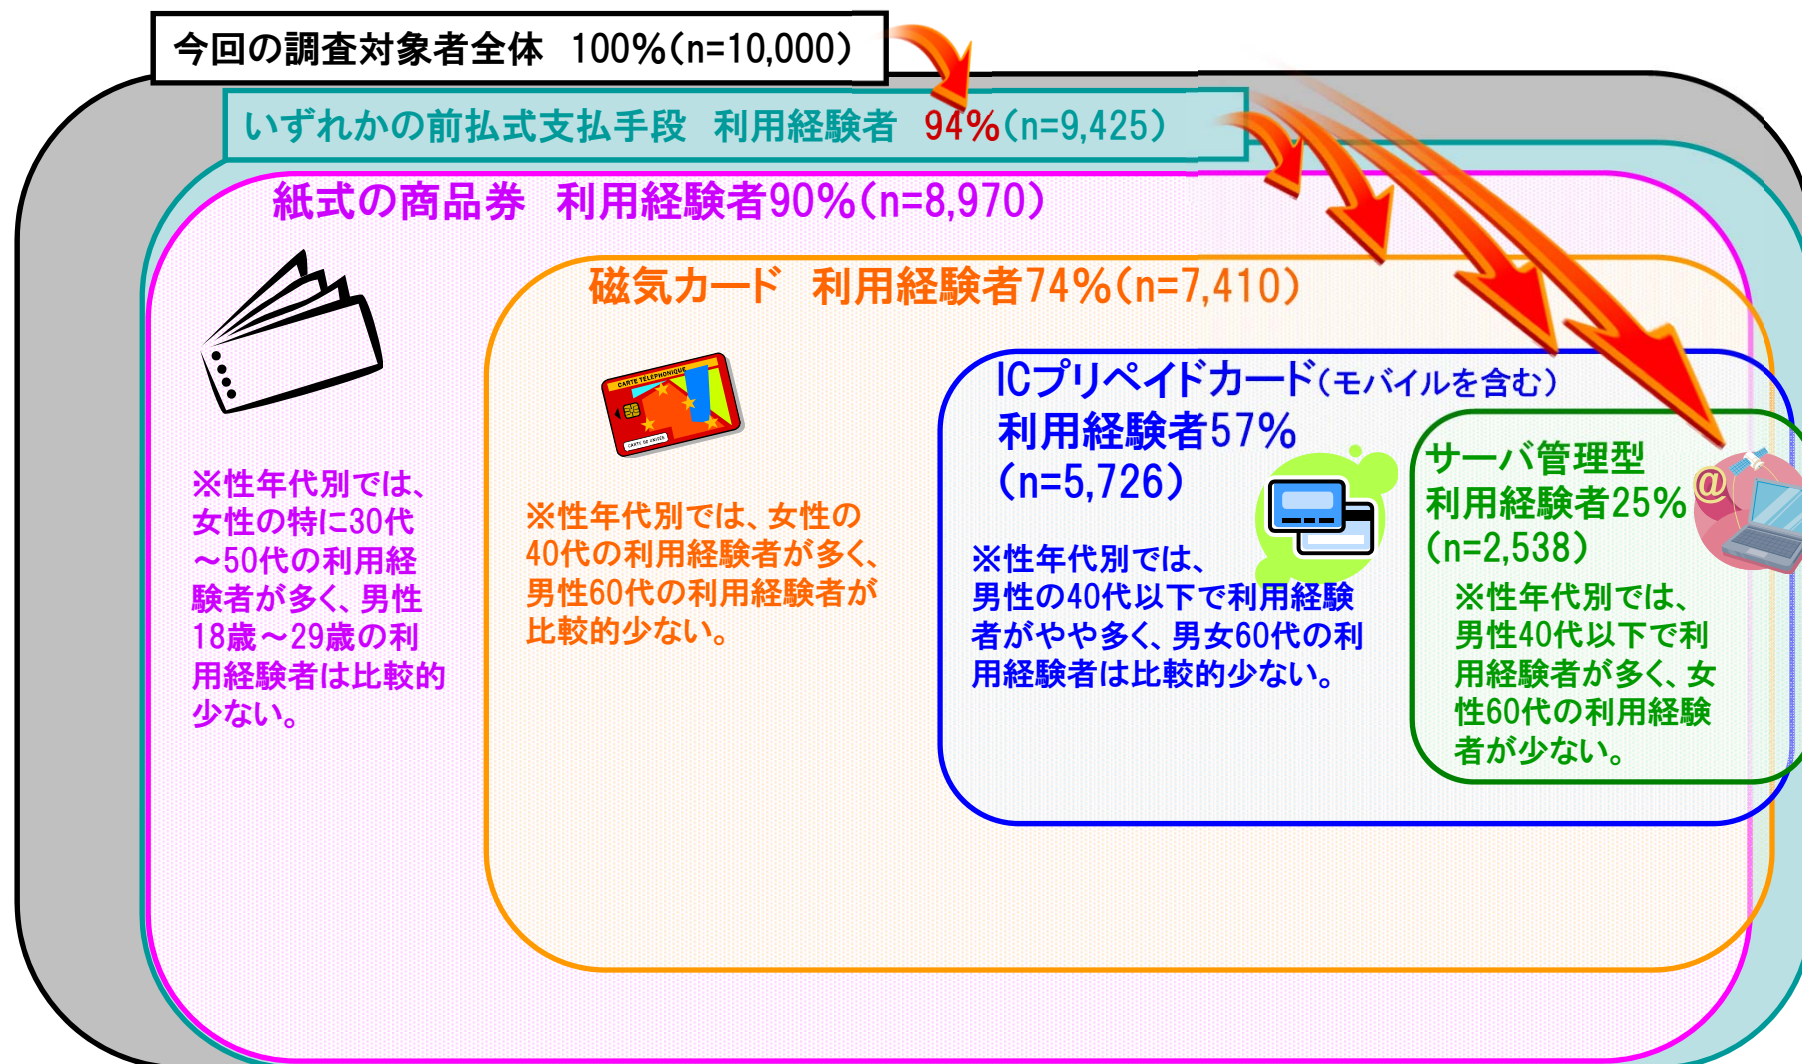 今回の調査対象者全体　100%(n=10,000)
いずれかの前払式支払手段　利用経験者　94%(n=9,425)
紙式の商品券　利用経験者90%(n=8,970)
磁気カード　利用経験者74%(n=7,410)
CARTE TÉLÉPHONIQUE
ICプリペイドカード(モバイルを含む)
利用経験者57%
(n=5,726)
サーバ管理型
利用経験者25%
(n=2,538)
@
※性年代別では、
女性の特に30代
～50代の利用経
験者が多く、男性
18歳～29歳の利
用経験者は比較的
少ない。
※性年代別では、女性の
40代の利用経験者が多く、
男性60代の利用経験者が
比較的少ない。
※性年代別では、
男性の40代以下で利用経験
者がやや多く、男女60代の利
用経験者は比較的少ない。
※性年代別では、
男性40代以下で利
用経験者が多く、女
性60代の利用経験
者が少ない。